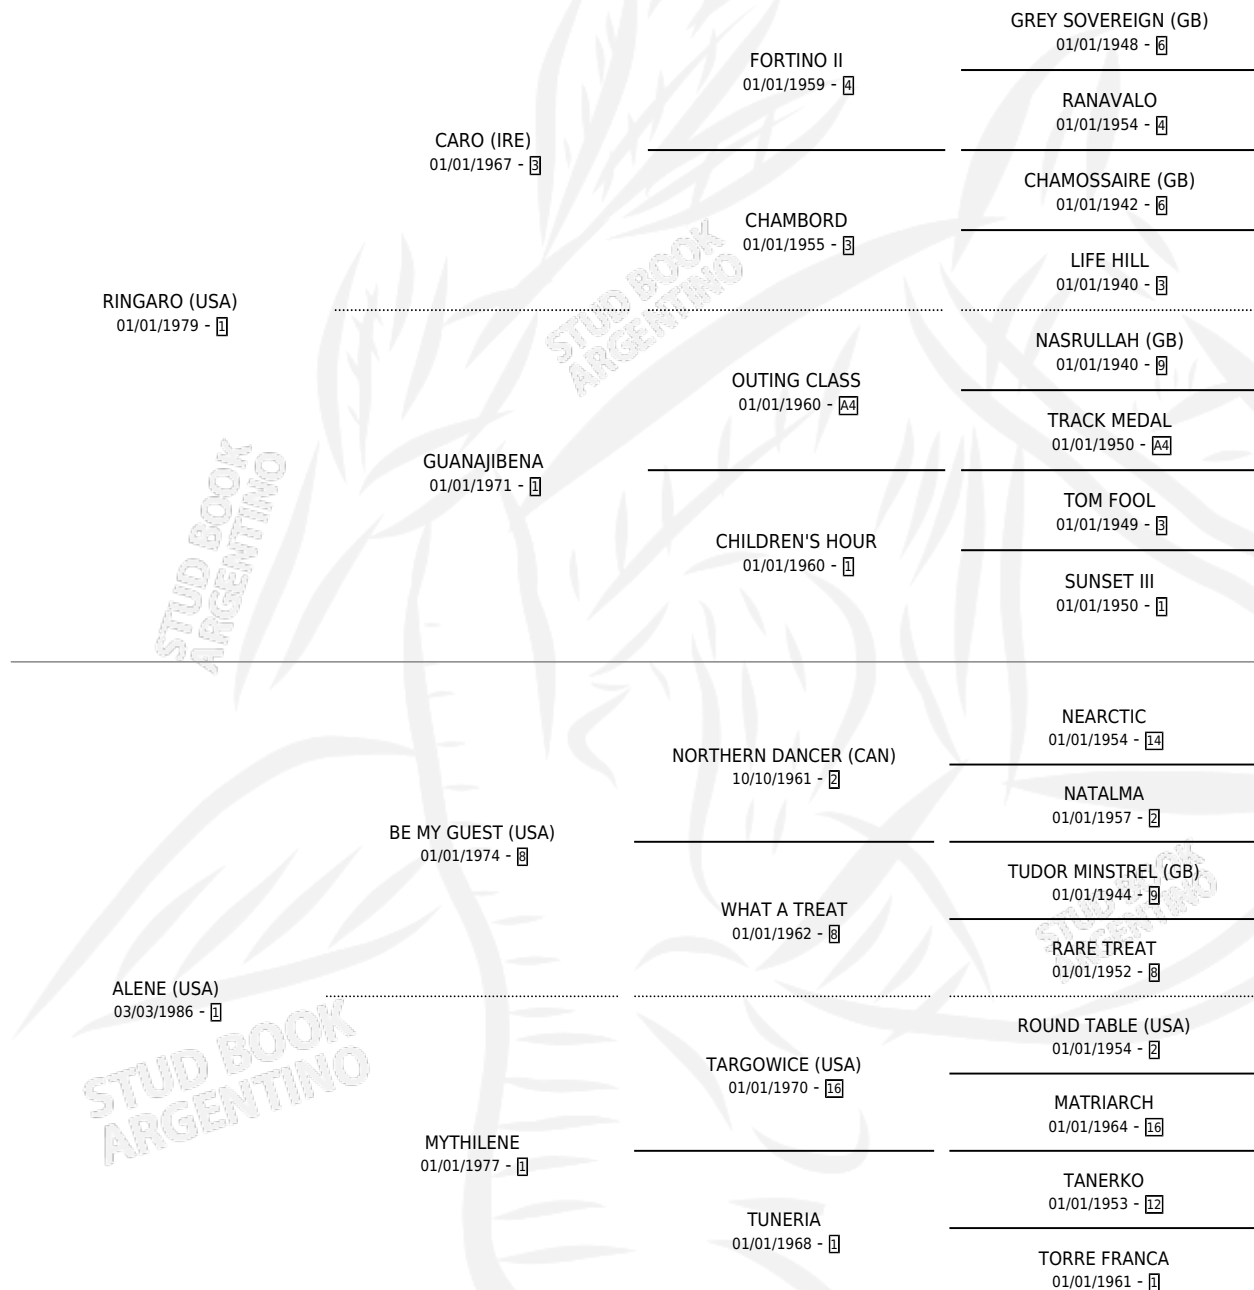 GREY SOVEREIGN (GB)
01/01/1948 - 6
FORTINO II
01/01/1959 - 4
RANAVALO
01/01/1954 - 4
CARO (IRE)
01/01/1967 - 3
CHAMOSSAIRE (GB)
01/01/1942 - 6
CHAMBORD
01/01/1955 - 3
LIFE HILL
01/01/1940 - 3
RINGARO (USA)
01/01/1979 - 1
NASRULLAH (GB)
01/01/1940 - 9
OUTING CLASS
01/01/1960 - A4
TRACK MEDAL
01/01/1950 - A4
GUANAJIBENA
01/01/1971 - 1
TOM FOOL
01/01/1949 - 3
CHILDREN'S HOUR
01/01/1960 - 1
SUNSET III
01/01/1950 - 1
NEARCTIC
01/01/1954 - 14
NORTHERN DANCER (CAN)
10/10/1961 - 2
NATALMA
01/01/1957 - 2
BE MY GUEST (USA)
01/01/1974 - 8
TUDOR MINSTREL (GB)
01/01/1944 - 9
WHAT A TREAT
01/01/1962 - 8
RARE TREAT
01/01/1952 - 8
ALENE (USA)
03/03/1986 - 1
ROUND TABLE (USA)
01/01/1954 - 2
TARGOWICE (USA)
01/01/1970 - 16
MATRIARCH
01/01/1964 - 16
MYTHILENE
01/01/1977 - 1
TANERKO
01/01/1953 - 12
TUNERIA
01/01/1968 - 1
TORRE FRANCA
01/01/1961 - 1
STUD BOOK
ARGENTINO
STUD BOOK
ARGENTINO
STUD BOOK
ARGENTINO
STUD BOOK
ARGENTINO